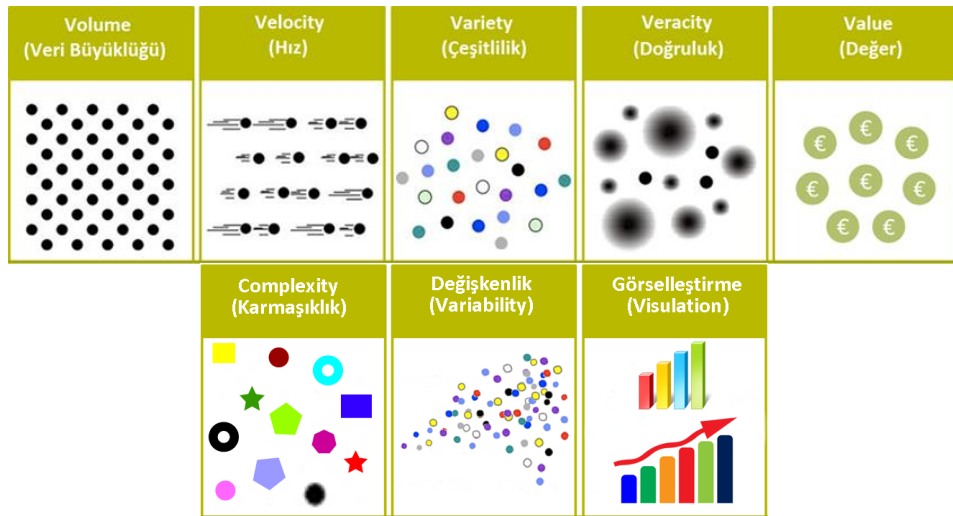 Volume
(Veri Büyüklüğü)
Velocity
(Hız)
Variety
(Çeşitlilik)
Veracity
(Doğruluk)
Value
(Değer)
€
€
€
€
€
€
€
€
Complexity
(Karmaşıklık)
Değişkenlik
(Variability)
Görselleştirme
(Visulation)